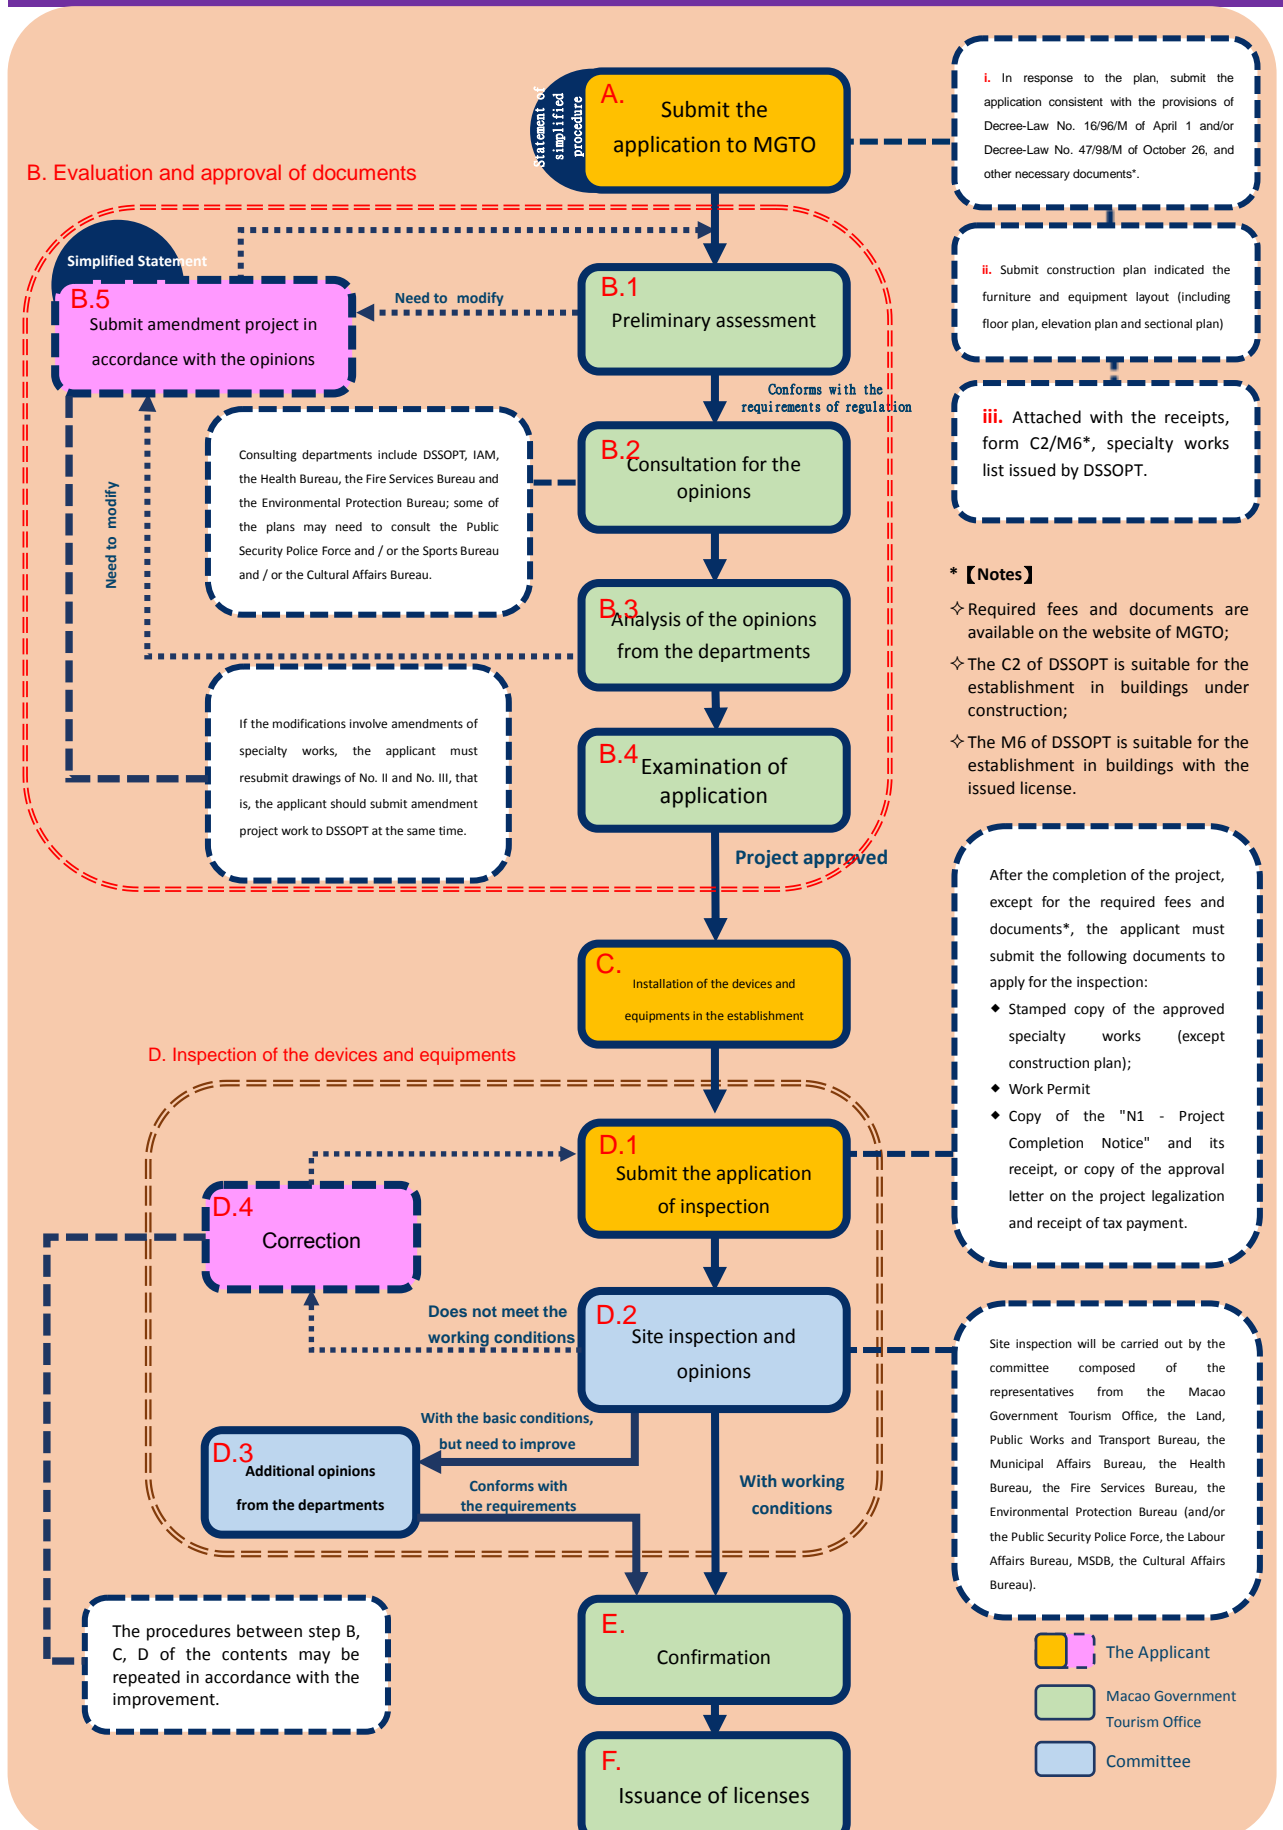 Statement of
simplified
procedure
A.
Submit the
application to MGTO
i. In response to the plan, submit the
application consistent with the provisions of
Decree-Law No. 16/96/M of April 1 and/or
Decree-Law No. 47/98/M of October 26, and
other necessary documents*.
B. Evaluation and approval of documents
Simplified Statement
B.5
Submit amendment project in
accordance with the opinions
Need to modify
B.1
Preliminary assessment
ii. Submit construction plan indicated the
furniture and equipment layout (including
floor plan, elevation plan and sectional plan)
Conforms with the
requirements of regulation
iii. Attached with the receipts,
form C2/M6*, specialty works
list issued by DSSOPT.
Need to modify
Consulting departments include DSSOPT, IAM,
the Health Bureau, the Fire Services Bureau and
the Environmental Protection Bureau; some of
the plans may need to consult the Public
Security Police Force and / or the Sports Bureau
and / or the Cultural Affairs Bureau.
B.2
Consultation for the
opinions
B.3
Analysis of the opinions
from the departments
* 【Notes】
✧ Required fees and documents are
available on the website of MGTO;
✧ The C2 of DSSOPT is suitable for the
establishment in buildings under
construction;
✧ The M6 of DSSOPT is suitable for the
establishment in buildings with the
issued license.
If the modifications involve amendments of
specialty works, the applicant must
resubmit drawings of No. II and No. III, that
is, the applicant should submit amendment
project work to DSSOPT at the same time.
B.4
Examination of
application
Project approved
After the completion of the project,
except for the required fees and
documents*, the applicant must
submit the following documents to
apply for the inspection:
◆ Stamped copy of the approved
specialty works (except
construction plan);
◆ Work Permit
◆ Copy of the "N1 - Project
Completion Notice" and its
receipt, or copy of the approval
letter on the project legalization
and receipt of tax payment.
C.
Installation of the devices and
equipments in the establishment
D. Inspection of the devices and equipments
D.1
Submit the application
of inspection
D.4
Correction
Does not meet the
working conditions
D.2
Site inspection and
opinions
Site inspection will be carried out by the
committee composed of the
representatives from the Macao
Government Tourism Office, the Land,
Public Works and Transport Bureau, the
Municipal Affairs Bureau, the Health
Bureau, the Fire Services Bureau, the
Environmental Protection Bureau (and/or
the Public Security Police Force, the Labour
Affairs Bureau, MSDB, the Cultural Affairs
Bureau).
With the basic conditions,
but need to improve
D.3
Additional opinions
from the departments
Conforms with
the requirements
With working
conditions
The procedures between step B,
C, D of the contents may be
repeated in accordance with the
improvement.
E.
Confirmation
F.
Issuance of licenses
The Applicant
Macao Government
Tourism Office
Committee